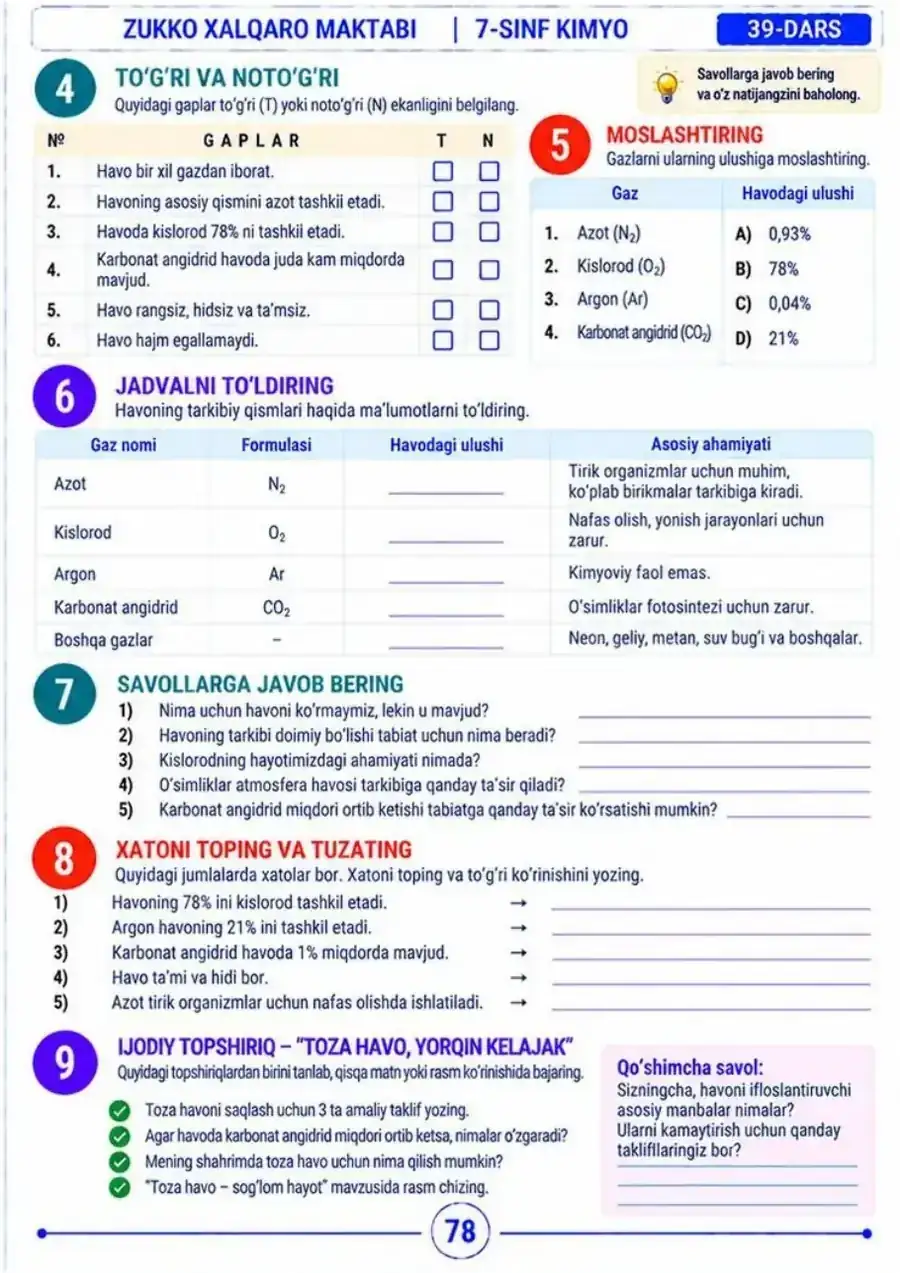 ZUKKO XALQARO MAKTABI | 7-SINF KIMYO
39-DARS
4
TO‘G‘RI VA NOTO‘G‘RI
Quyidagi gaplar to‘g‘ri (T) yoki noto‘g‘ri (N) ekanligini belgilang.
Savollarga javob bering
va o‘z natijangzini baholong.
№ GAPLAR T N
1. Havo bir xil gazdan iborat.
2. Havoning asosiy qismini azot tashkil etadi.
3. Havoda kislorod 78% ni tashkil etadi.
4. Karbonat angidrid havoda juda kam miqdorda
mavjud.
5. Havo rangsiz, hidsiz va ta’msiz.
6. Havo hajm egallamaydi.
5
MOSLASHTIRING
Gazlarni ularning ulushiga moslashtiring.
Gaz Havodagi ulushi
1. Azot (N₂) A) 0,93%
2. Kislorod (O₂) B) 78%
3. Argon (Ar) C) 0,04%
4. Karbonat angidrid (CO₂) D) 21%
6
JADVALNI TO‘LDIRING
Havoning tarkibiy qismlari haqida ma’lumotlarni to‘ldiring.
Gaz nomi Formulasi Havodagi ulushi Asosiy ahamiyati
Azot N₂ Tirik organizmlar uchun muhim,
ko‘plab birikmalar tarkibiga kiradi.
Kislorod O₂ Nafas olish, yonish jarayonlari uchun
zarur.
Argon Ar Kimyoviy faol emas.
Karbonat angidrid CO₂ O‘simliklar fotosintezi uchun zarur.
Boshqa gazlar – Neon, geliy, metan, suv bug‘i va boshqalar.
7
SAVOLLARGA JAVOB BERING
1) Nima uchun havoni ko‘rmaymiz, lekin u mavjud?
2) Havoning tarkibi doimiy bo‘lishi tabiat uchun nima beradi?
3) Kislorodning hayotimizdagi ahamiyati nimada?
4) O‘simliklar atmosfera havosi tarkibiga qanday ta’sir qiladi?
5) Karbonat angidrid miqdori ortib ketishi tabiatga qanday ta’sir ko‘rsatishi mumkin?
8
XATONI TOPING VA TUZATING
Quyidagi jumlalarda xatolar bor. Xatoni toping va to‘g‘ri ko‘rinishini yozing.
1) Havoning 78% ini kislorod tashkil etadi. →
2) Argon havoning 21% ini tashkil etadi. →
3) Karbonat angidrid havoda 1% miqdorda mavjud. →
4) Havo ta’mi va hidi bor. →
5) Azot tirik organizmlar uchun nafas olishda ishlatiladi. →
9
IJODIY TOPSHIRIQ – “TOZA HAVO, YORQIN KELAJAK”
Quyidagi topshiriqlardan birini tanlab, qisqa matn yoki rasm ko‘rinishida bajaring.
Toza havoni saqlash uchun 3 ta amaliy taklif yozing.
Agar havoda karbonat angidrid miqdori ortib ketsa, nimalar o‘zgaradi?
Mening shahrimda toza havo uchun nima qilish mumkin?
“Toza havo – sog‘lom hayot” mavzusida rasm chizing.
Qo‘shimcha savol:
Sizningcha, havoni ifloslantiruvchi
asosiy manbalar nimalar?
Ularni kamaytirish uchun qanday
takliflaringiz bor?
78